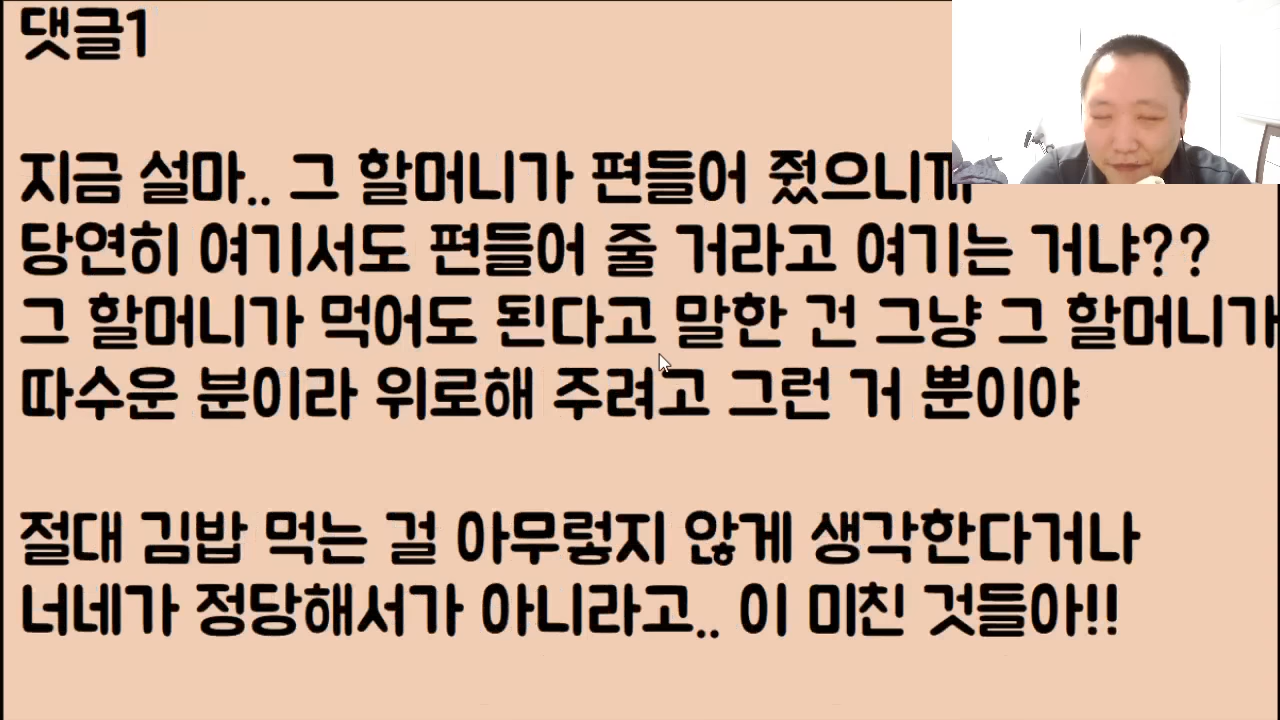 댓글1
지금 설마.. 그 할머니가 편들어 줬으니까
당연히 여기서도 편들어 줄 거라고 여기는 거냐??
그 할머니가 먹어도 된다고 말한 건 그냥 그 할머니가
따수운 분이라 위로해 주려고 그런 거 뿐이야
절대 김밥 먹는 걸 아무렇지 않게 생각한다거나
너네가 정당해서가 아니라고.. 이 미친 것들아!!